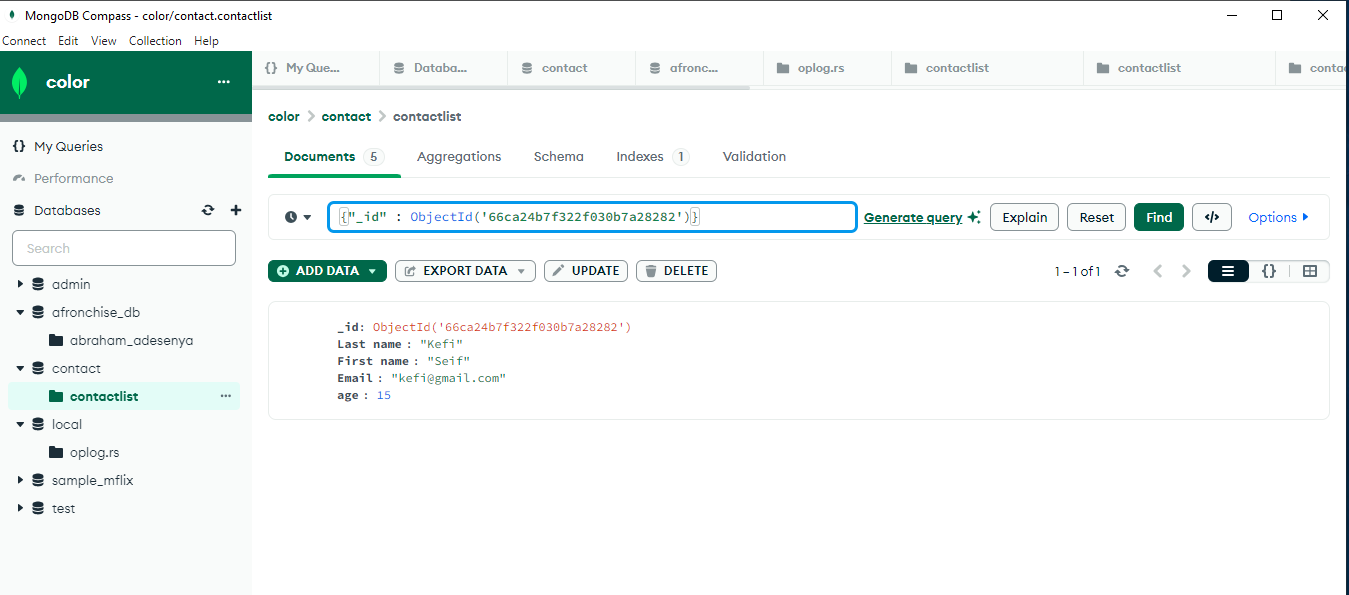 MongoDB Compass - color/contact.contactlist
Connect Edit View Collection Help
color ...
{} My Que... Databa... contact afronc... oplog.rs contactlist contactlist conta
color > contact > contactlist
{} My Queries
Performance
Databases
Search
admin
afronchise_db
abraham_adesenya
contact
contactlist ...
local
oplog.rs
sample_mflix
test
Documents 5 Aggregations Schema Indexes 1 Validation
{"_id" : ObjectId('66ca24b7f322f030b7a28282')}
Generate query Explain Reset Find </> Options
ADD DATA EXPORT DATA UPDATE DELETE 1 – 1 of 1 {}
_id: ObjectId('66ca24b7f322f030b7a28282')
Last name : "Kefi"
First name : "Seif"
Email : "kefi@gmail.com"
age : 15